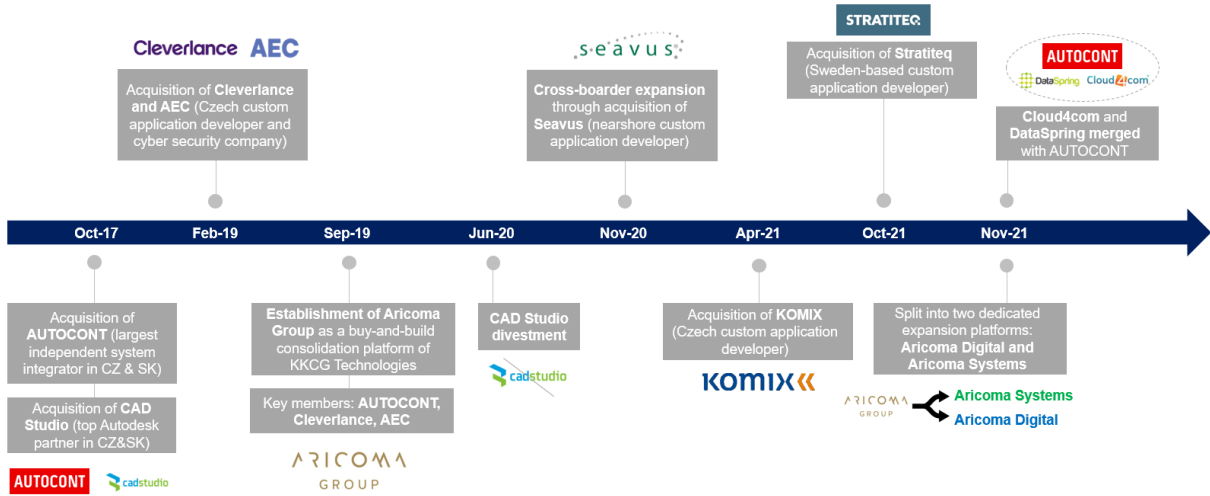 Cleverlance AEC
Acquisition of Cleverlance
and AEC (Czech custom
application developer and
cyber security company)
seavus
Cross-boarder expansion
through acquisition of
Seavus (nearshore custom
application developer)
STRATITEQ
Acquisition of Stratiteq
(Sweden-based custom
application developer)
AUTOCONT
DataSpring Cloud4com
Cloud4com and
DataSpring merged
with AUTOCONT
Oct-17 Feb-19 Sep-19 Jun-20 Nov-20 Apr-21 Oct-21 Nov-21
Acquisition of
AUTOCONT (largest
independent system
integrator in CZ & SK)
Acquisition of CAD
Studio (top Autodesk
partner in CZ&SK)
AUTOCONT cadstudio
Establishment of Aricoma
Group as a buy-and-build
consolidation platform of
KKCG Technologies
Key members: AUTOCONT,
Cleverlance, AEC
ARICOMA
GROUP
CAD Studio
divestment
cadstudio
Acquisition of KOMIX
(Czech custom application
developer)
KOMIX
Split into two dedicated
expansion platforms:
Aricoma Digital and
Aricoma Systems
ARICOMA
GROUP
Aricoma Systems
Aricoma Digital